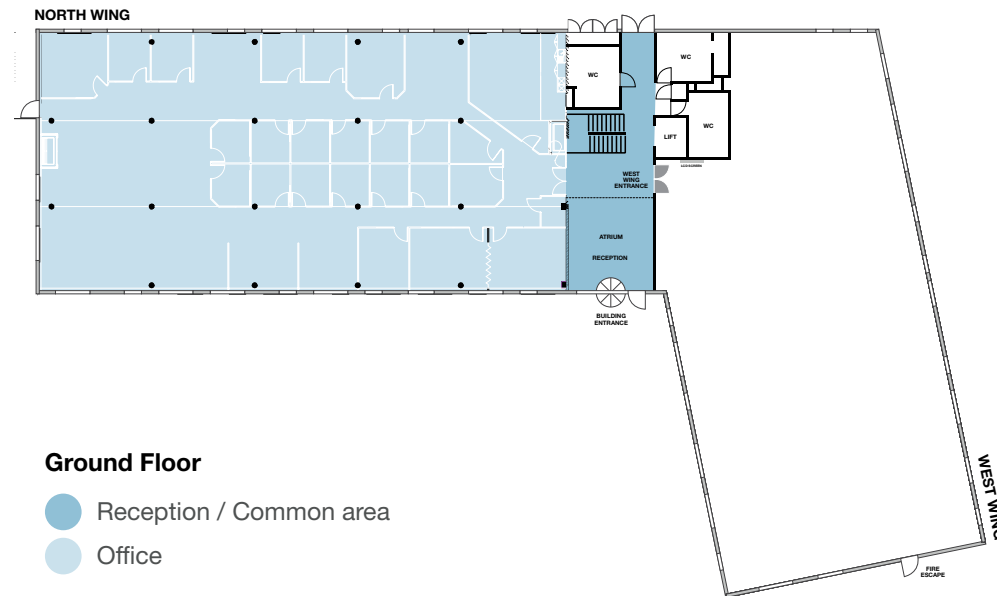 NORTH WING
WC
WC
LIFT
WC
WEST
WING
ENTRANCE
ATRIUM
RECEPTION
BUILDING
ENTRANCE
Ground Floor
Reception / Common area
Office
WEST WING
FIRE
ESCAPE